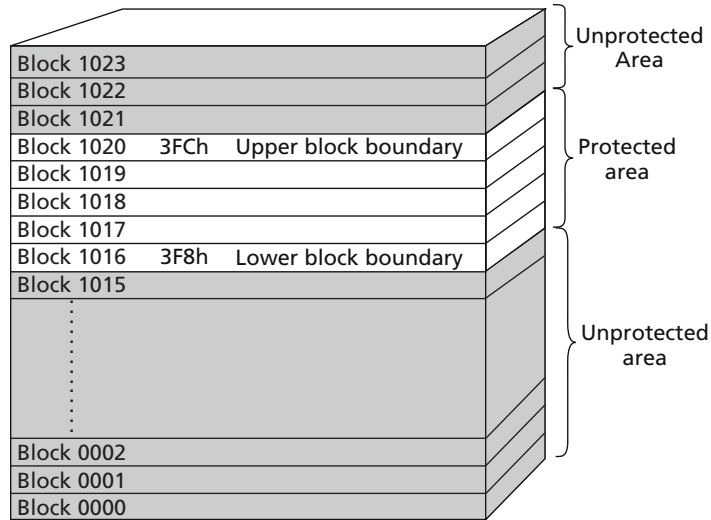 Unprotected
Area
Block 1023
Block 1022
Block 1021
Block 1020 3FCh Upper block boundary
Protected
area
Block 1019
Block 1018
Block 1017
Block 1016 3F8h Lower block boundary
Block 1015
Unprotected
area
Block 0002
Block 0001
Block 0000